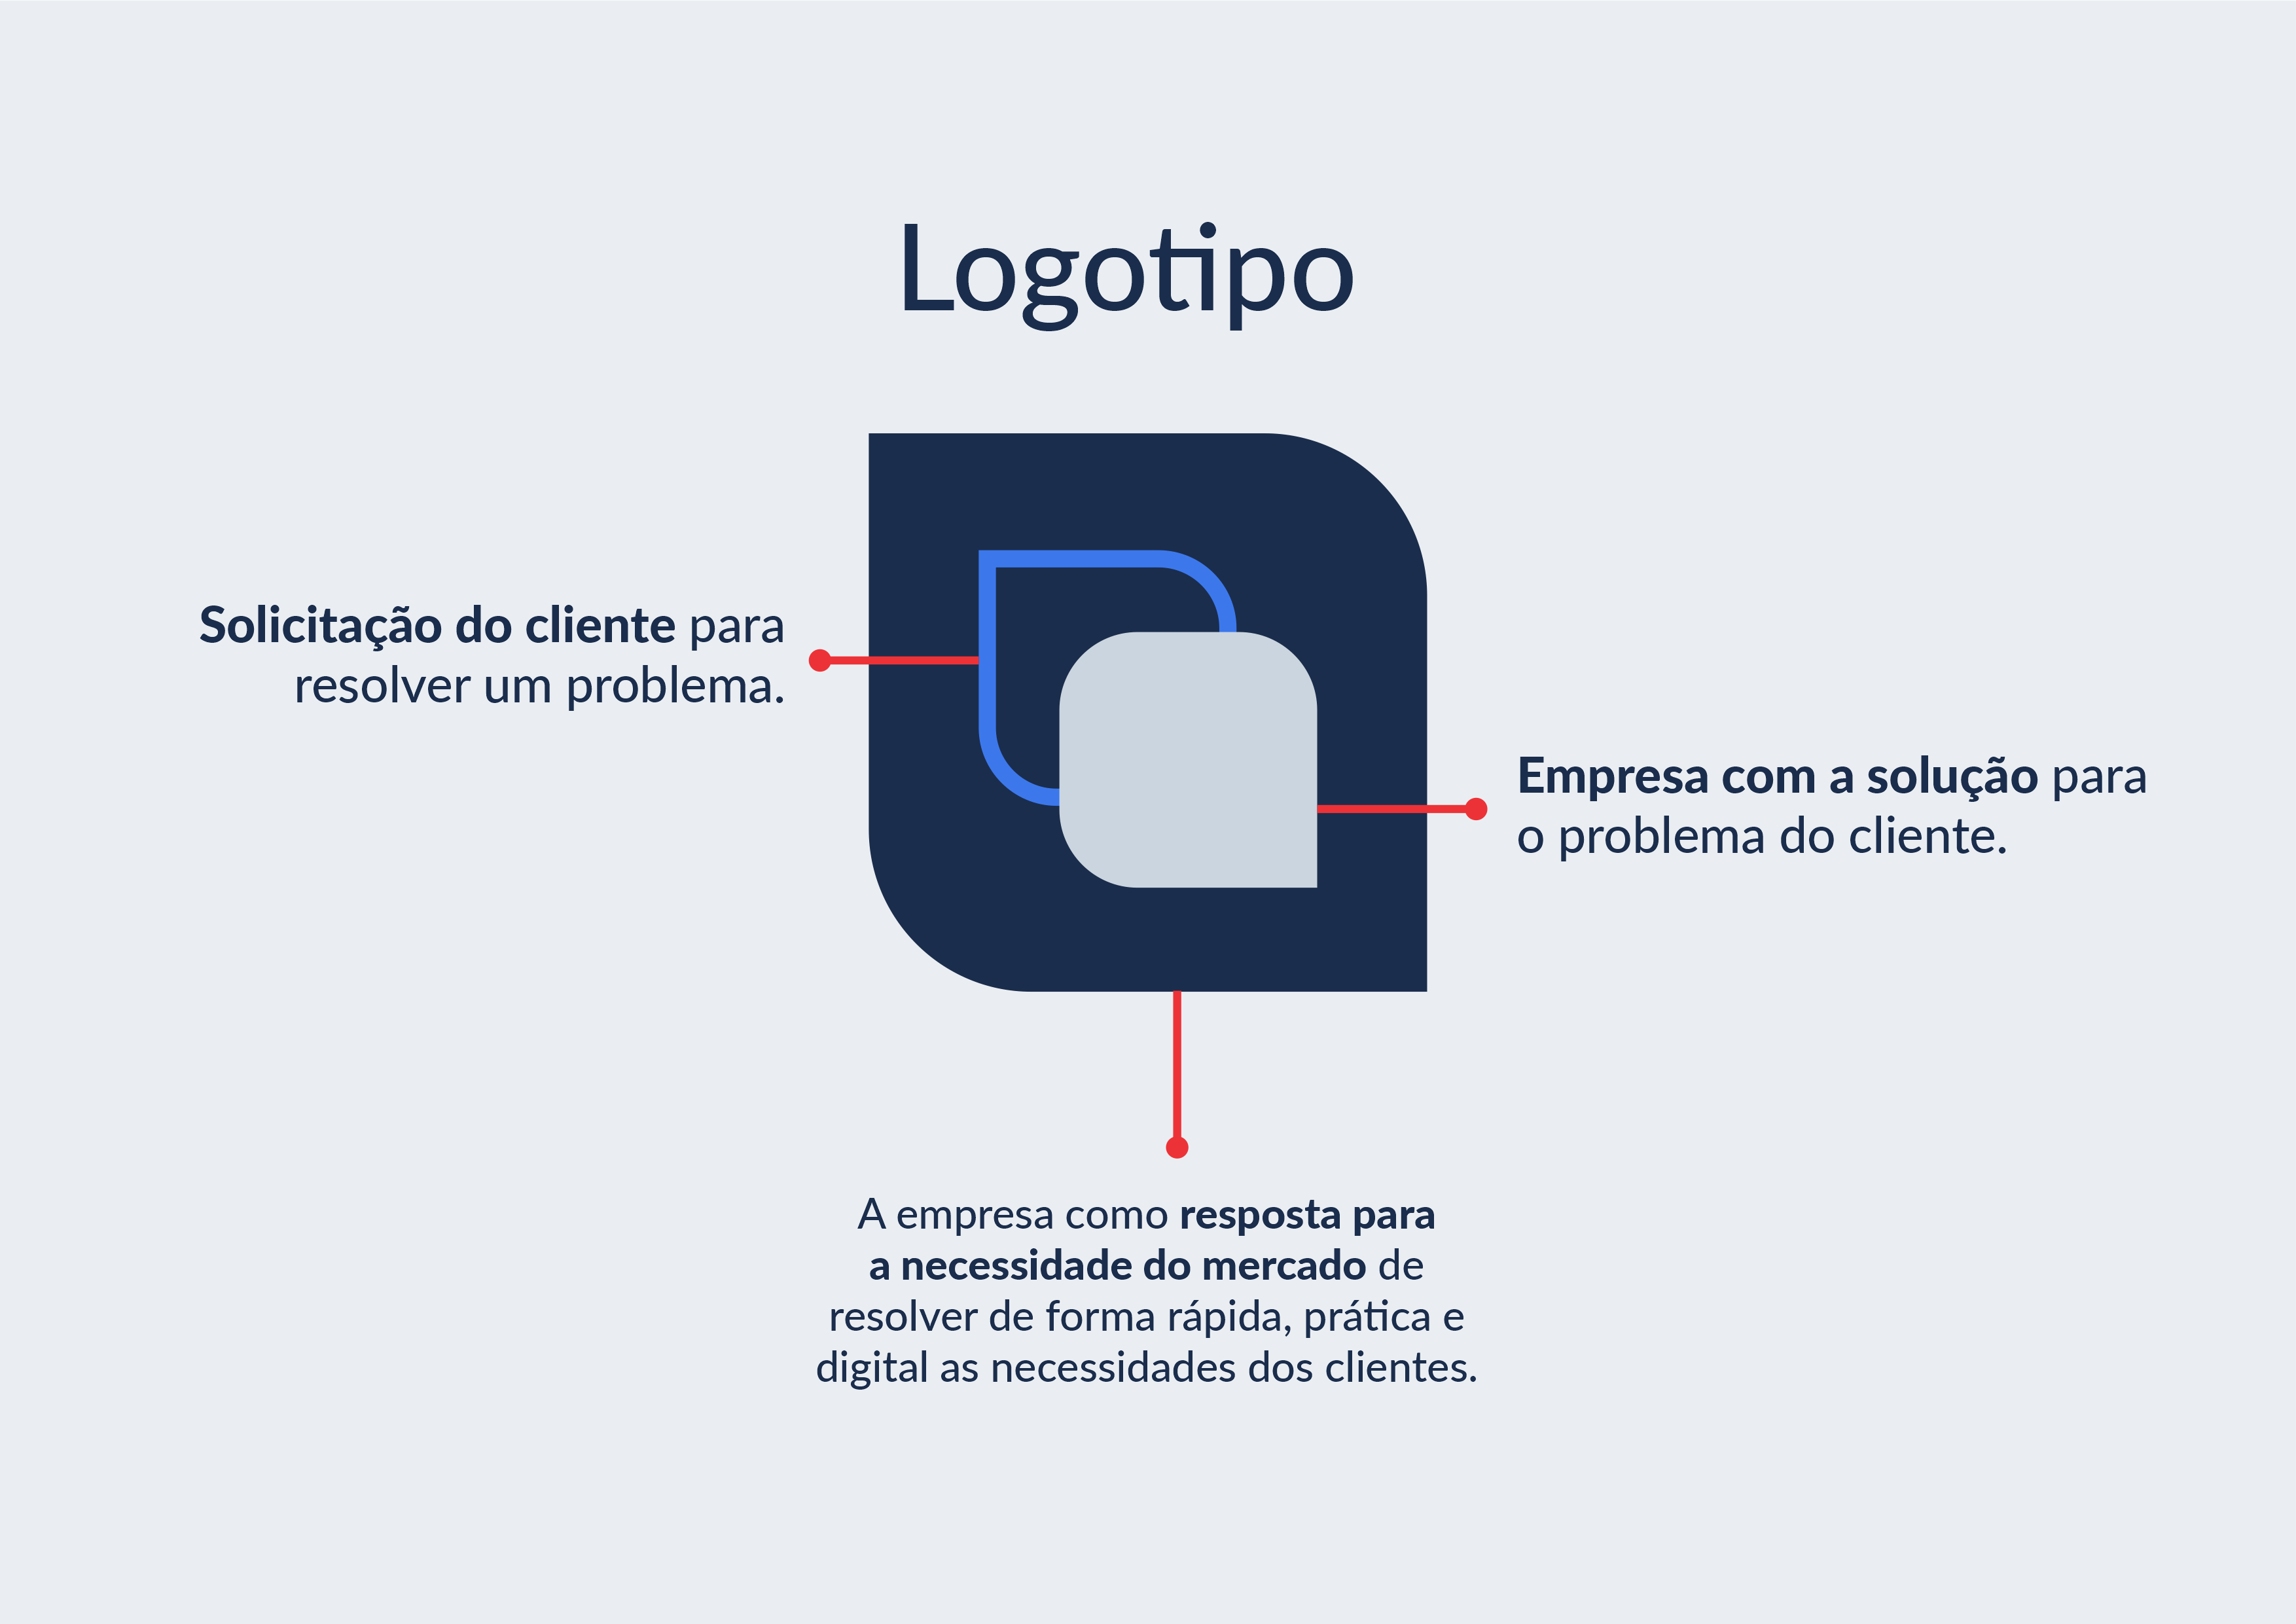 Logotipo
Solicitação do cliente para
resolver um problema.
Empresa com a solução para
o problema do cliente.
A empresa como resposta para
a necessidade do mercado de
resolver de forma rápida, prática e
digital as necessidades dos clientes.